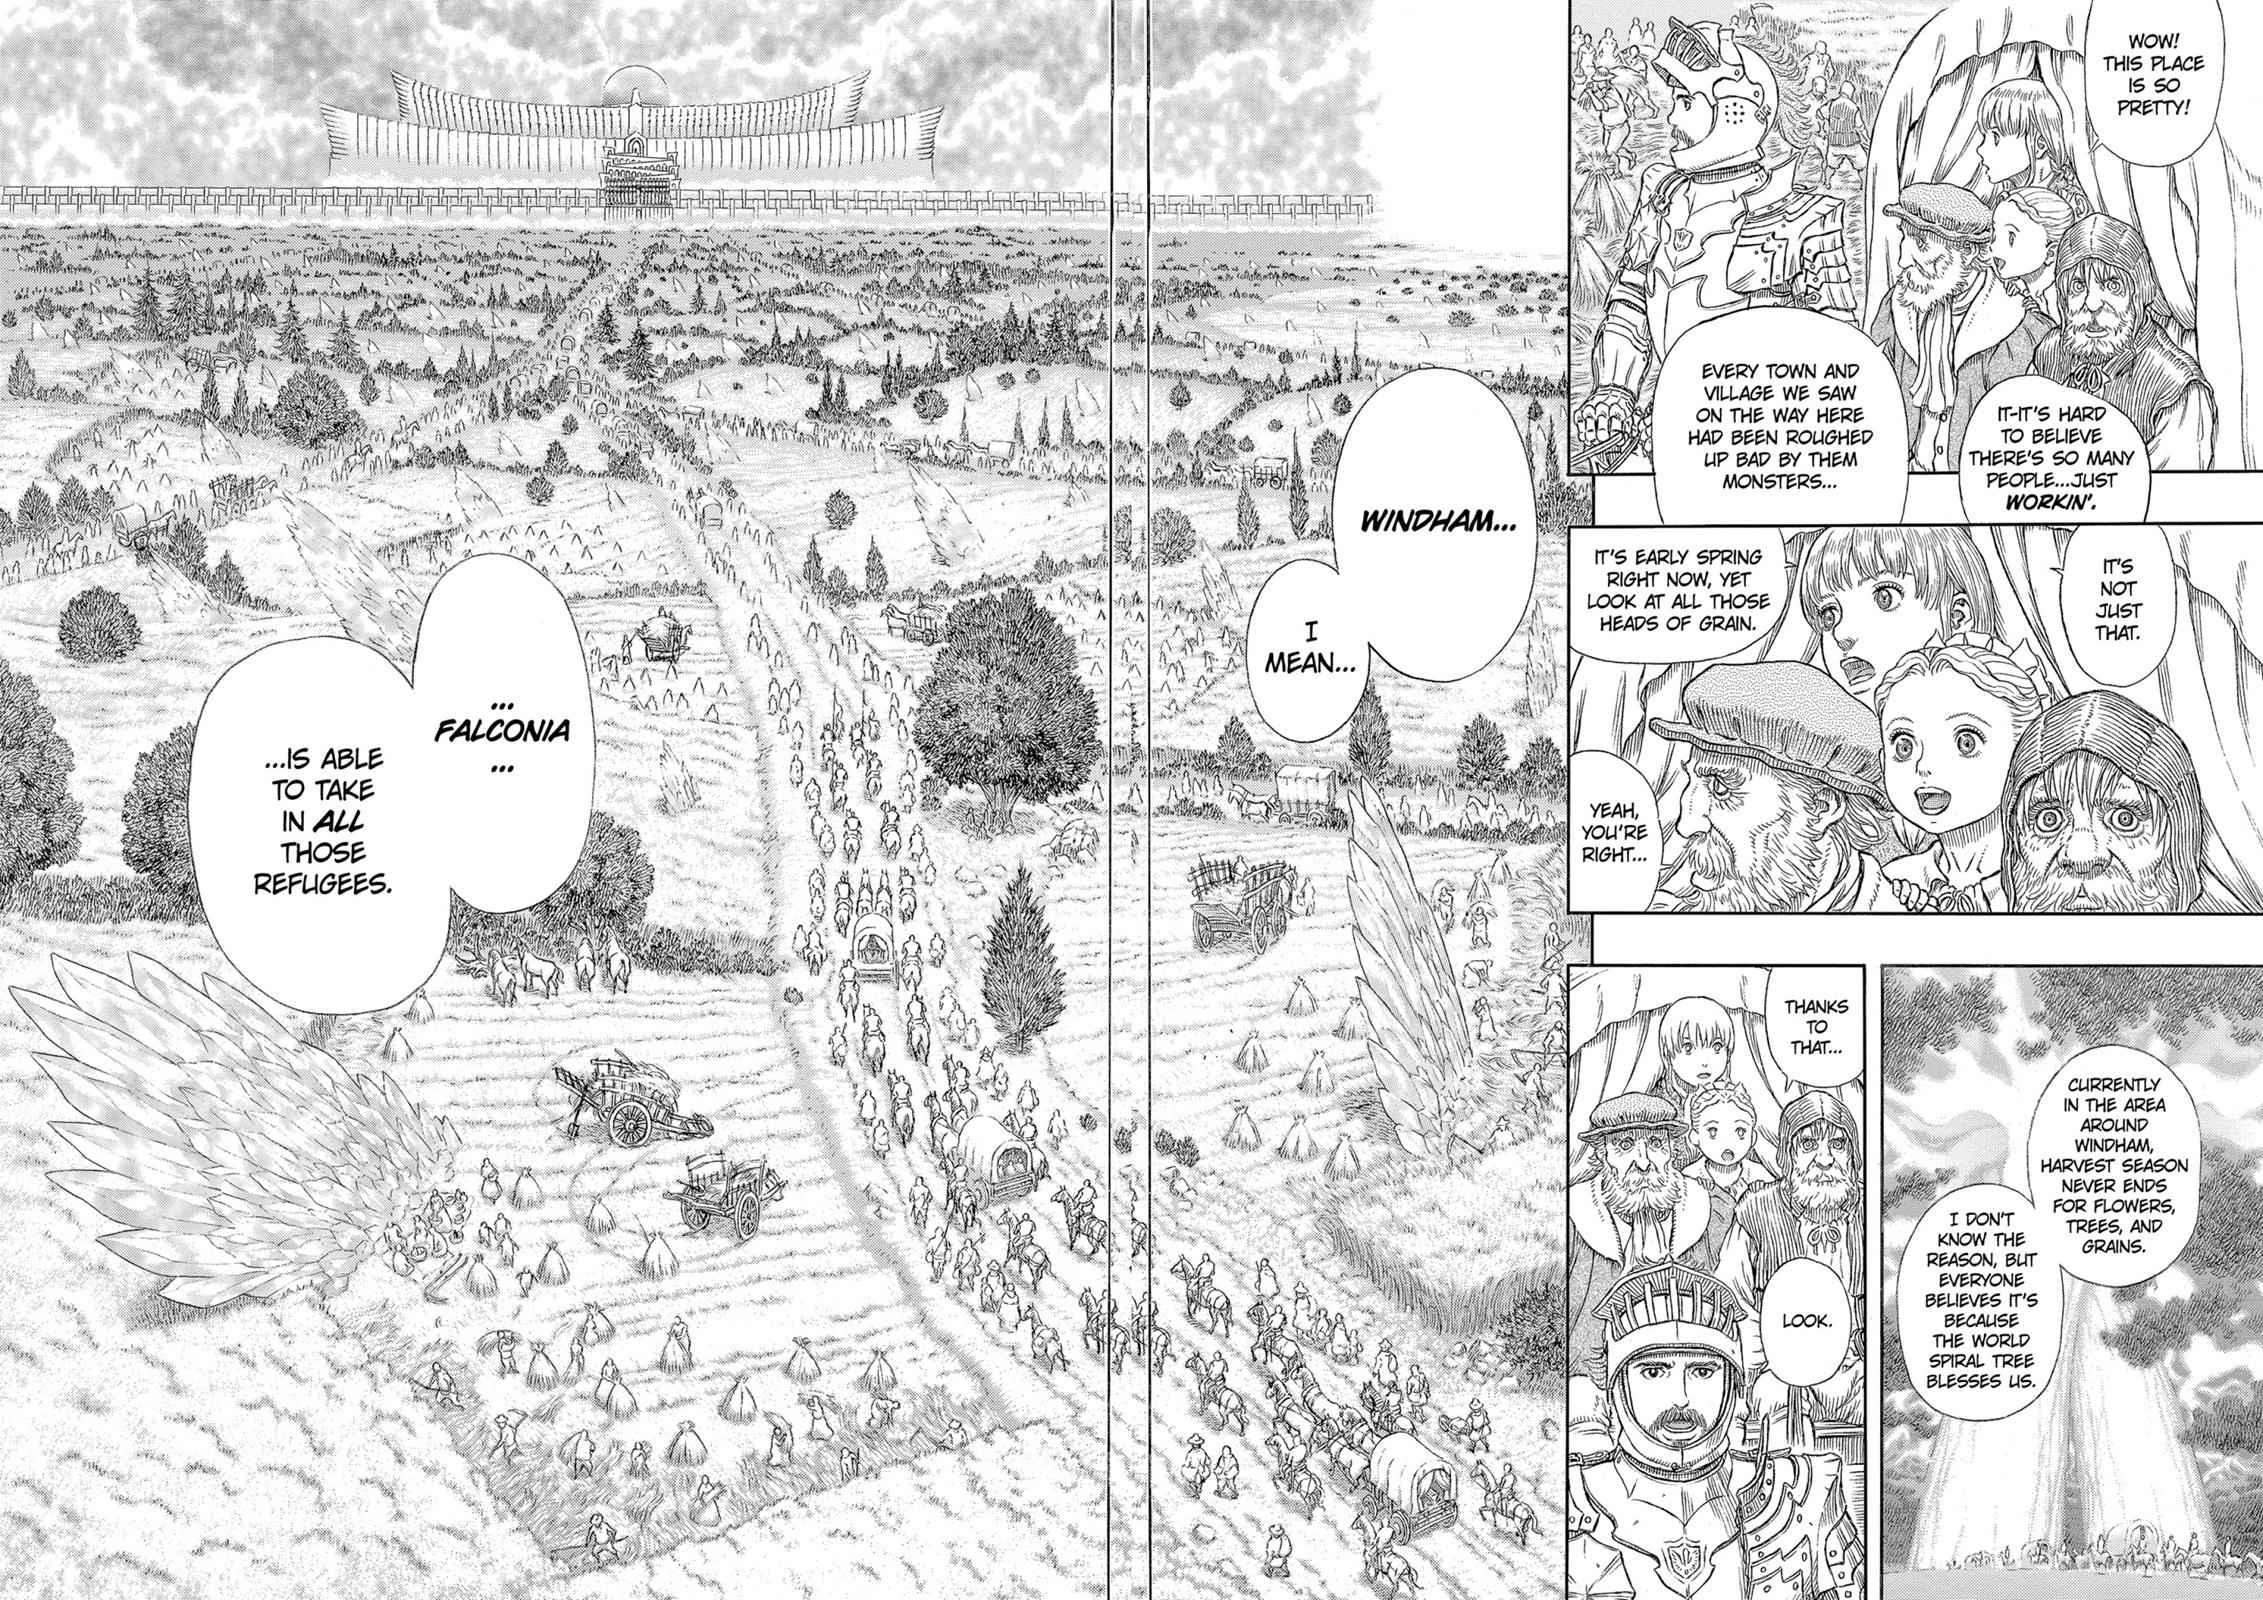 WOW!
THIS PLACE
IS SO
PRETTY!
IT-IT'S HARD
TO BELIEVE
THERE'S SO MANY
PEOPLE...JUST
WORKIN'.
EVERY TOWN AND
VILLAGE WE SAW
ON THE WAY HERE
HAD BEEN ROUGHED
UP BAD BY THEM
MONSTERS...
IT'S
NOT
JUST
THAT.
IT'S EARLY SPRING
RIGHT NOW, YET
LOOK AT ALL THOSE
HEADS OF GRAIN.
YEAH,
YOU'RE
RIGHT...
CURRENTLY
IN THE AREA
AROUND
WINDHAM,
HARVEST SEASON
NEVER ENDS
FOR FLOWERS,
TREES, AND
GRAINS.
I DON'T
KNOW THE
REASON, BUT
EVERYONE
BELIEVES IT'S
BECAUSE
THE WORLD
SPIRAL TREE
BLESSES US.
THANKS
TO
THAT...
LOOK.
WINDHAM...
I
MEAN...
...
FALCONIA
...
...IS ABLE
TO TAKE
IN ALL
THOSE
REFUGEES.